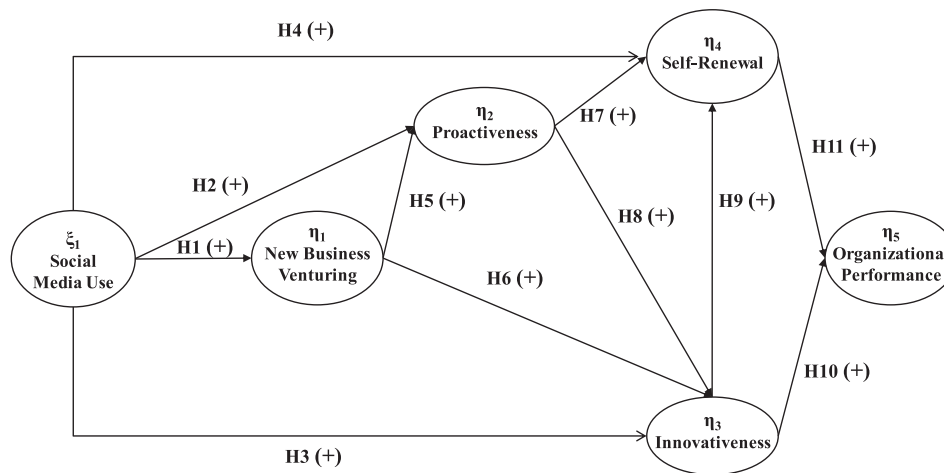 H4 (+)
η4
Self-Renewal
η2
Proactiveness
H7 (+)
H11 (+)
H2 (+)
H5 (+)
H8 (+)
H9 (+)
ξ1
Social
Media Use
H1 (+)
η1
New Business
Venturing
H6 (+)
η5
Organizational
Performance
H10 (+)
η3
Innovativeness
H3 (+)